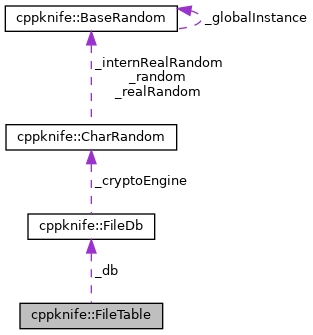 cppknife::BaseRandom
_globalInstance
_internRealRandom
_random
_realRandom
cppknife::CharRandom
_cryptoEngine
cppknife::FileDb
_db
cppknife::FileTable